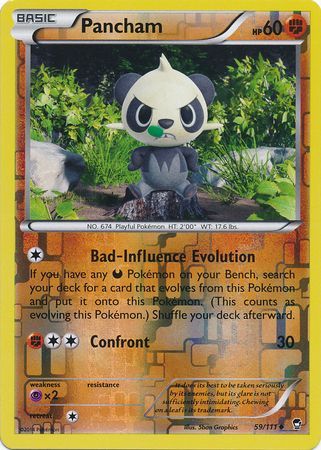 BASIC
Pancham
HP60
NO. 674 Playful Pokémon. HT: 2'00" WT: 17.6 lbs.
Bad-Influence Evolution
If you have any Pokémon on your Bench, search
your deck for a card that evolves from this Pokémon
and put it onto this Pokémon. (This counts as
evolving this Pokémon.) Shuffle your deck afterward.
Confront 30
weakness
×2
resistance
retreat
It does its best to be taken seriously
by its enemies, but its glare is not
sufficiently intimidating. Chewing
on a leaf is its trademark.
©2015 Pokémon
Illus. 5ban Graphics
59/111